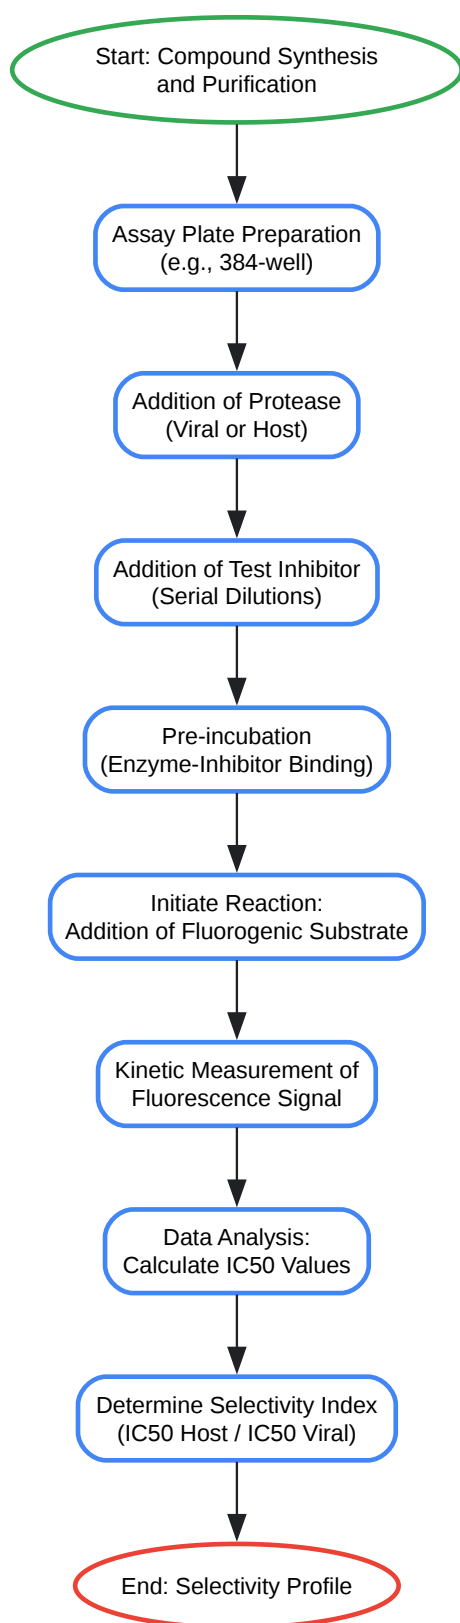 Start: Compound Synthesis
and Purification
Assay Plate Preparation
(e.g., 384-well)
Addition of Protease
(Viral or Host)
Addition of Test Inhibitor
(Serial Dilutions)
Pre-incubation
(Enzyme-Inhibitor Binding)
Initiate Reaction:
Addition of Fluorogenic Substrate
Kinetic Measurement of
Fluorescence Signal
Data Analysis:
Calculate IC50 Values
Determine Selectivity Index
(IC50 Host / IC50 Viral)
End: Selectivity Profile